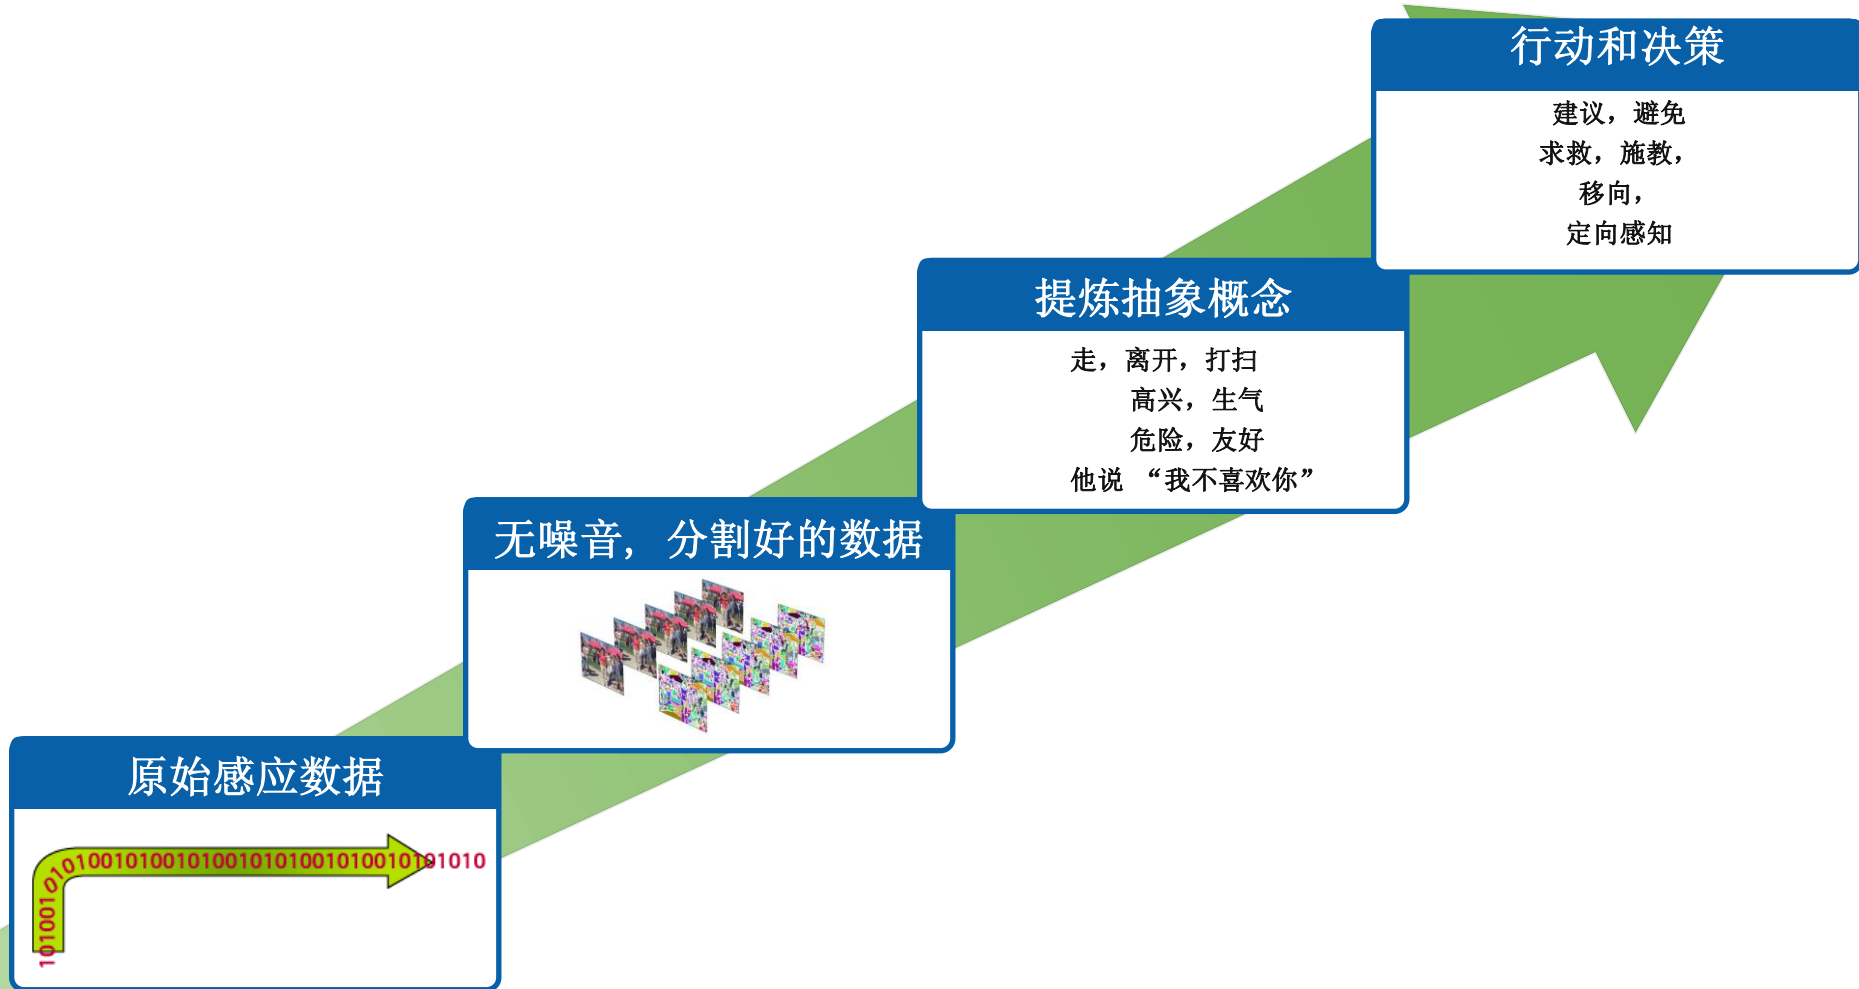 行动和决策
建议，避免
求救，施教，
移向，
定向感知
提炼抽象概念
走，离开，打扫
高兴，生气
危险，友好
他说 “我不喜欢你”
无噪音, 分割好的数据
原始感应数据
101001010100101001010010101001010010101010